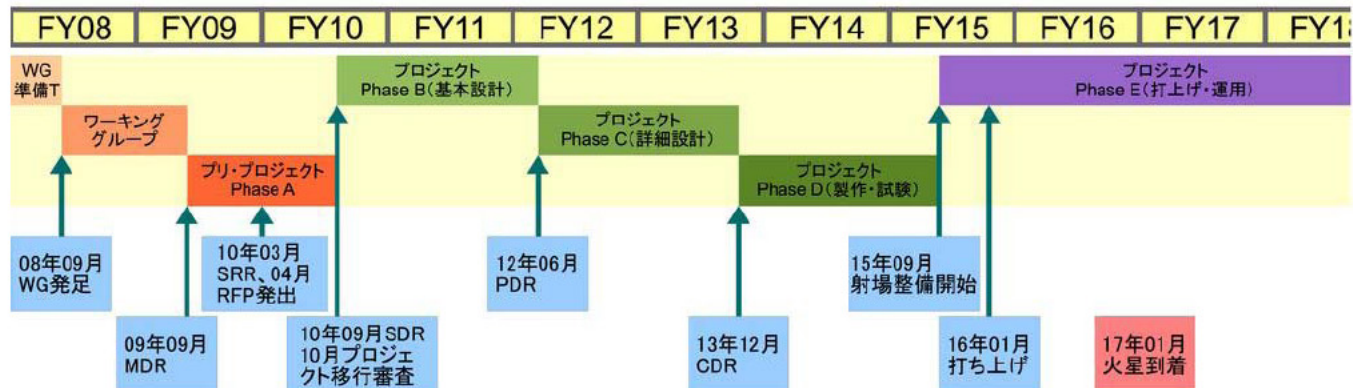 FY08 FY09 FY10 FY11 FY12 FY13 FY14 FY15 FY16 FY17 FY1
WG
準備T
プロジェクト
Phase B(基本設計)
プロジェクト
Phase E(打上げ・運用)
ワーキング
グループ
プロジェクト
Phase C(詳細設計)
プリ・プロジェクト
Phase A
プロジェクト
Phase D(製作・試験)
08年09月
WG発足
10年03月
SRR、04月
RFP発出
12年06月
PDR
15年09月
射場整備開始
09年09月
MDR
10年09月SDR
10月プロジェ
クト移行審査
13年12月
CDR
16年01月
打ち上げ
17年01月
火星到着